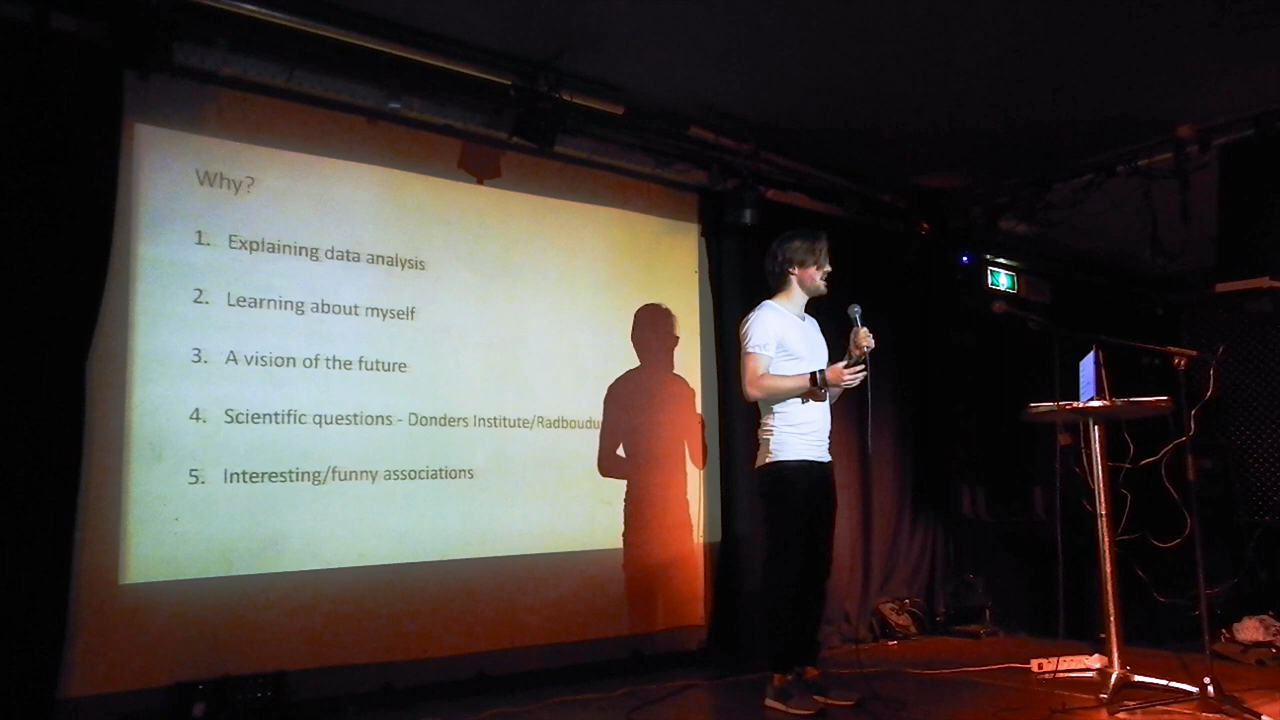 Why?
1. Explaining data analysis
2. Learning about myself
3. A vision of the future
4. Scientific questions - Donders Institute/Radboudu
5. Interesting/funny associations